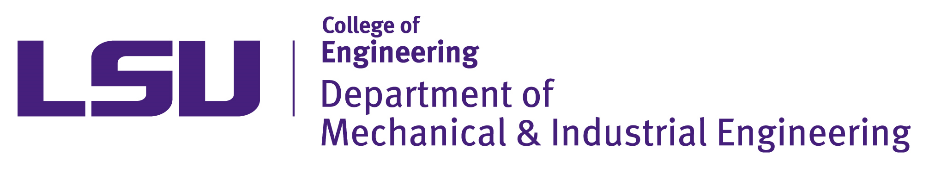 LSU
College of
Engineering
Department of
Mechanical & Industrial Engineering